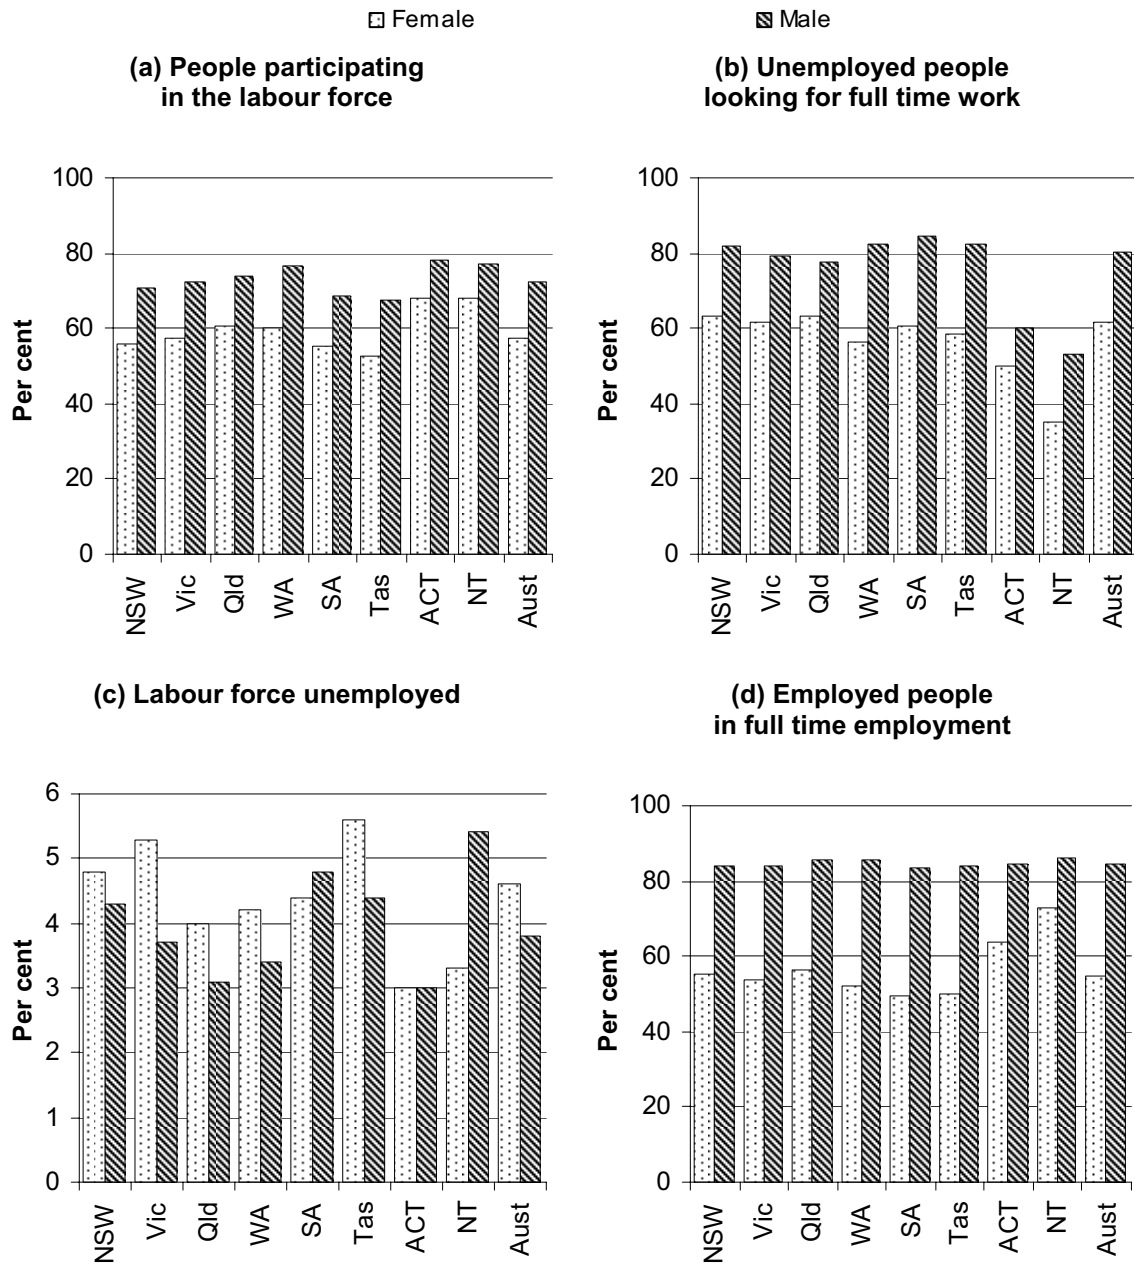 Female Male
(a) People participating
in the labour force
100
80
60
40
20
0
Per cent
NSW Vic Qld WA SA Tas ACT NT Aust
(b) Unemployed people
looking for full time work
100
80
60
40
20
0
Per cent
NSW Vic Qld WA SA Tas ACT NT Aust
(c) Labour force unemployed
6
5
4
3
2
1
0
Per cent
NSW Vic Qld WA SA Tas ACT NT Aust
(d) Employed people
in full time employment
100
80
60
40
20
0
Per cent
NSW Vic Qld WA SA Tas ACT NT Aust